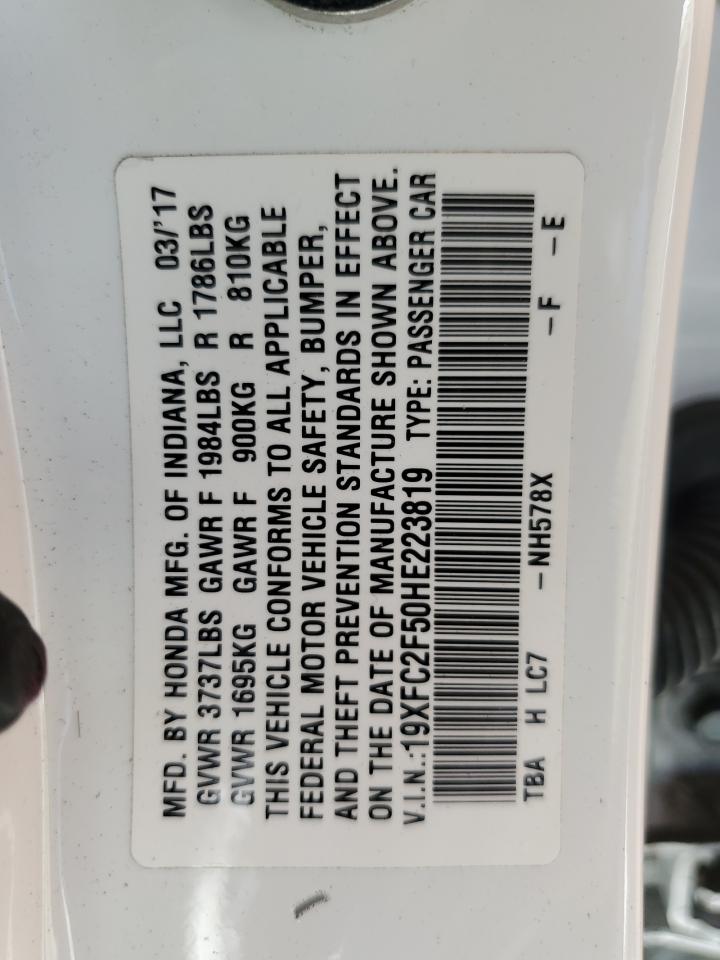 MFD. BY HONDA MFG. OF INDIANA, LLC 03/'17
GVWR 3737LBS GAWR F 1984LBS R 1786LBS
GVWR 1695KG GAWR F 900KG R 810KG
THIS VEHICLE CONFORMS TO ALL APPLICABLE
FEDERAL MOTOR VEHICLE SAFETY, BUMPER,
AND THEFT PREVENTION STANDARDS IN EFFECT
ON THE DATE OF MANUFACTURE SHOWN ABOVE.
V.I.N.:19XFC2F50HE223819 TYPE: PASSENGER CAR
TBA H LC7 -NH578X -F -E